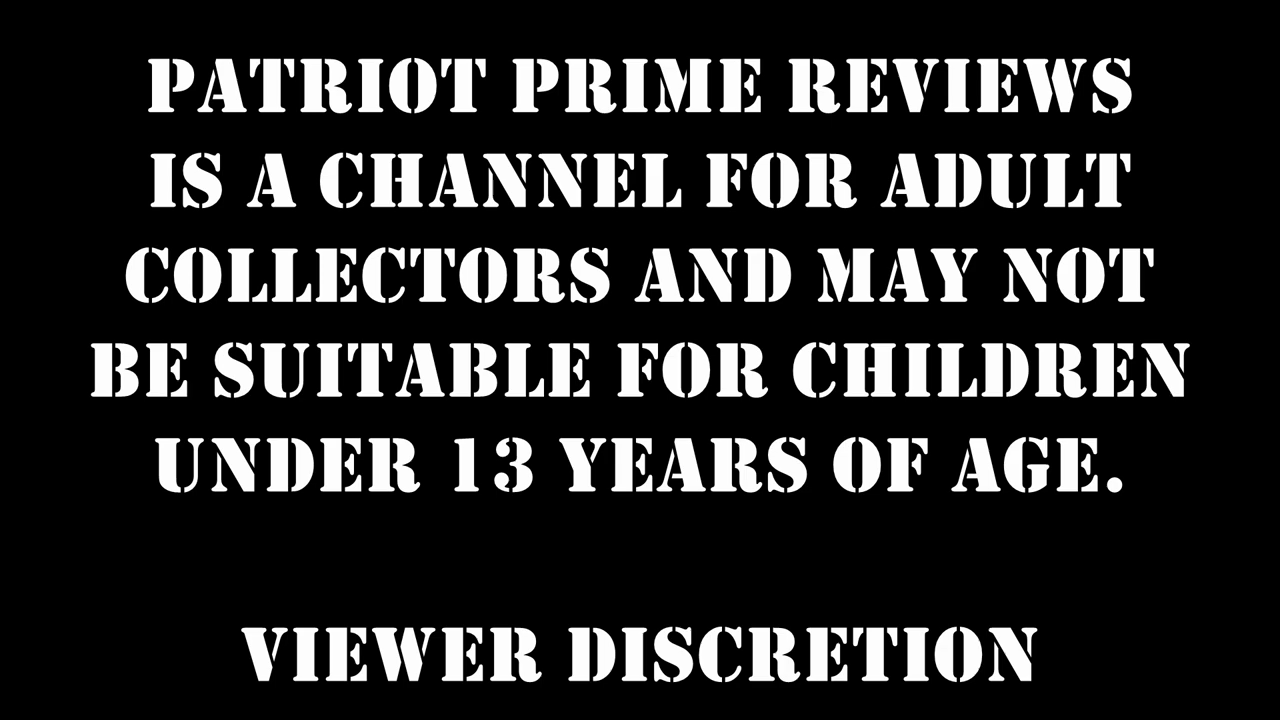 PATRIOT PRIME REVIEWS
IS A CHANNEL FOR ADULT
COLLECTORS AND MAY NOT
BE SUITABLE FOR CHILDREN
UNDER 13 YEARS OF AGE.
VIEWER DISCRETION